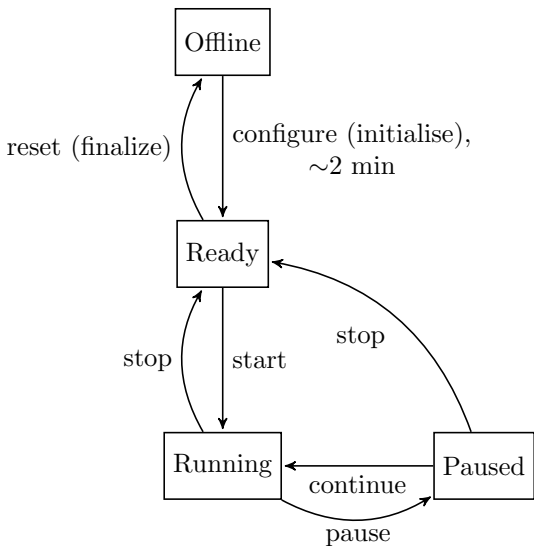 Offline
reset (finalize)
configure (initialise),
∼2 min
Ready
stop
start
stop
Running
continue
Paused
pause